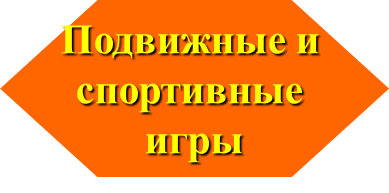 Подвижные и
спортивные
игры